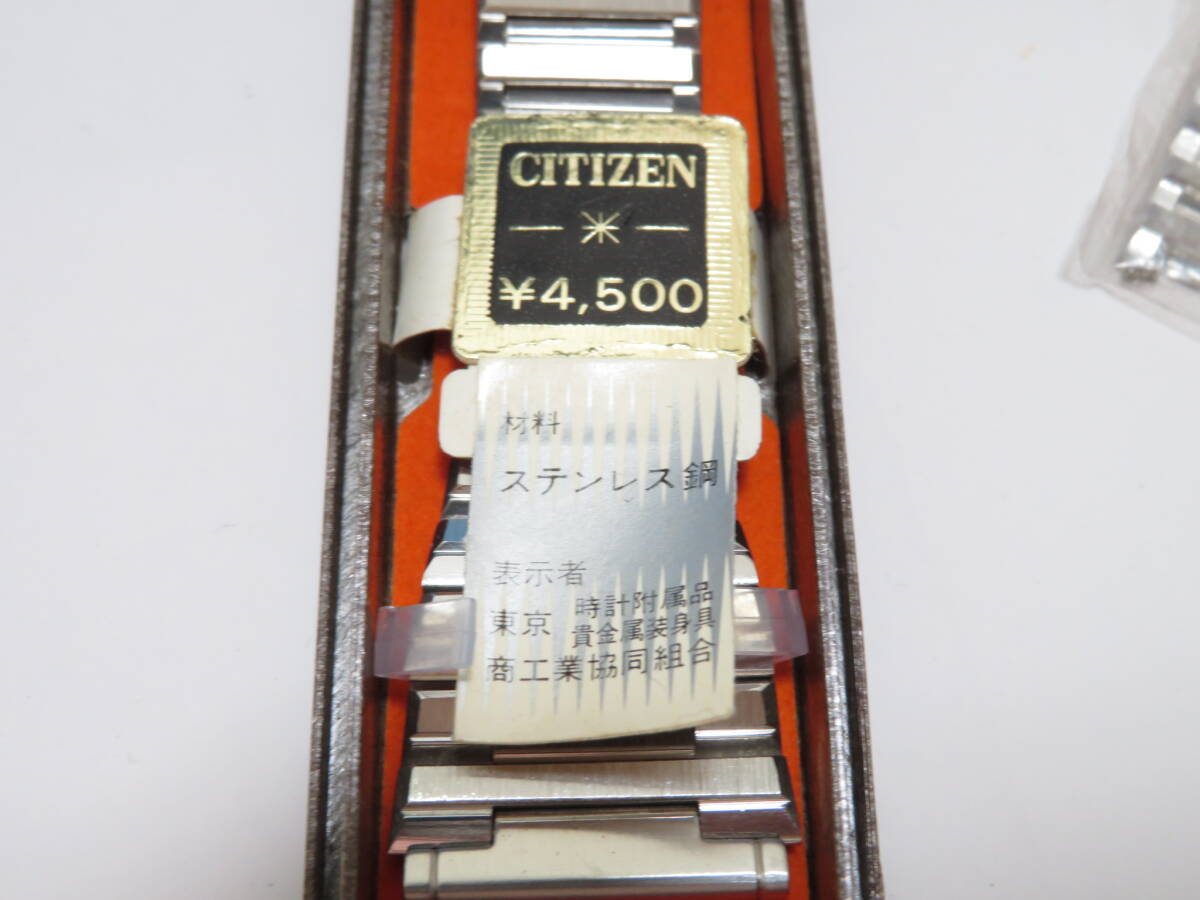 CITIZEN
¥4,500
材料
ステンレス鋼
表示者
東京 時計附属品
貴金属装身具
商工業協同組合